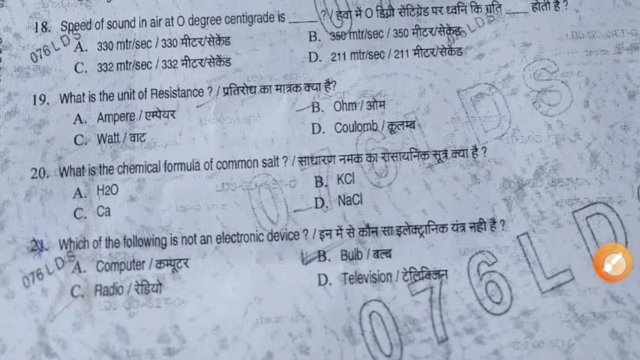 18. Speed of sound in air at O degree centigrade is ____? / हवा में O डिग्री सेंटिग्रेड पर ध्वनि कि गति ____ होती है ?
A. 330 mtr/sec / 330 मीटर/सेकेंड
B. 350 mtr/sec / 350 मीटर/सेकेंड
C. 332 mtr/sec / 332 मीटर/सेकेंड
D. 211 mtr/sec / 211 मीटर/सेकेंड
076LDS
19. What is the unit of Resistance ? / प्रतिरोध का मात्रक क्या है?
A. Ampere / एम्पेयर
B. Ohm / ओम
C. Watt / वाट
D. Coulomb / कूलम्ब
20. What is the chemical formula of common salt ? / साधारण नमक का रासायनिक सूत्र क्या है ?
A. H2O
B. KCl
C. Ca
D. NaCl
21. Which of the following is not an electronic device ? / इन में से कौन सा इलेक्ट्रानिक यंत्र नही है ?
A. Computer / कम्पूटर
B. Bulb / बल्ब
C. Radio / रेडियो
D. Television / टेलिविजन
076LDS
076LDS
076LD